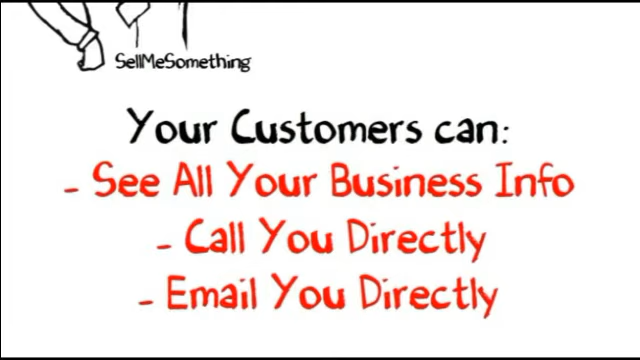 SellMeSomething
Your Customers can:
- See All Your Business Info
- Call You Directly
- Email You Directly